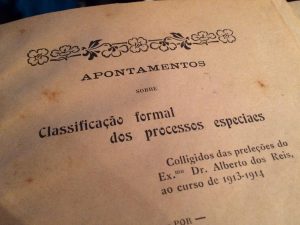 APONTAMENTOS
SOBRE
Classificação formal
dos processos especiaes
Colligidos das preleções do
Ex.mo Dr. Alberto dos Reis,
ao curso de 1913-1914
POR —